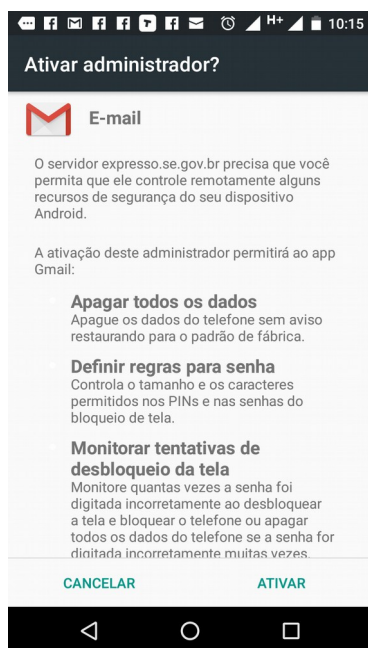 H+ 10:15
Ativar administrador?
E-mail
O servidor expresso.se.gov.br precisa que você
permita que ele controle remotamente alguns
recursos de segurança do seu dispositivo
Android.
A ativação deste administrador permitirá ao app
Gmail:
Apagar todos os dados
Apague os dados do telefone sem aviso
restaurando para o padrão de fábrica.
Definir regras para senha
Controla o tamanho e os caracteres
permitidos nos PINs e nas senhas do
bloqueio de tela.
Monitorar tentativas de
desbloqueio da tela
Monitore quantas vezes a senha foi
digitada incorretamente ao desbloquear
a tela e bloquear o telefone ou apagar
todos os dados do telefone se a senha for
digitada incorretamente muitas vezes.
CANCELAR ATIVAR